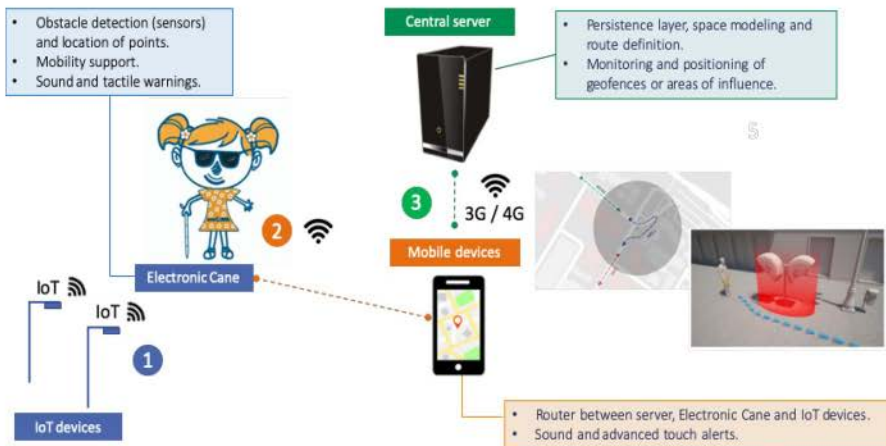 • Obstacle detection (sensors)
and location of points.
• Mobility support.
• Sound and tactile warnings.
Central server
• Persistence layer, space modeling and
route definition.
• Monitoring and positioning of
geofences or areas of influence.
3
3G / 4G
2
Mobile devices
Electronic Cane
IoT
IoT
1
IoT devices
• Router between server, Electronic Cane and IoT devices.
• Sound and advanced touch alerts.